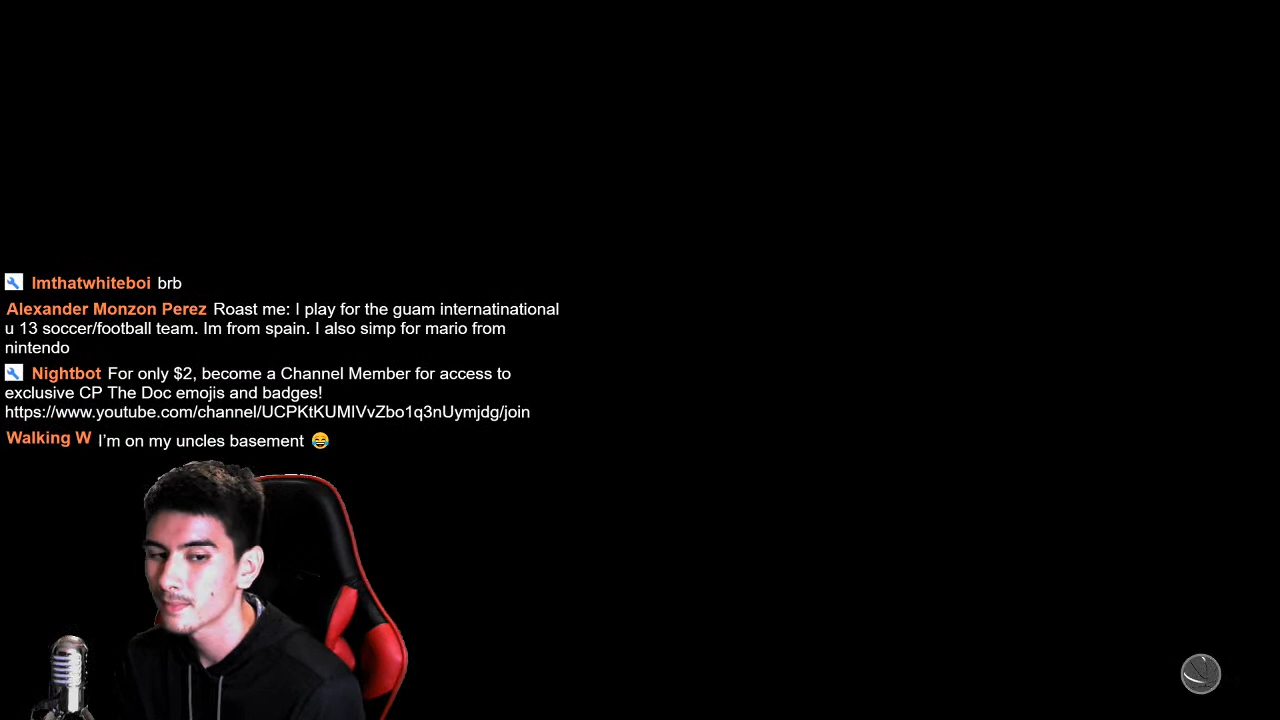 Imthatwhiteboi brb
Alexander Monzon Perez Roast me: I play for the guam internatinational
u 13 soccer/football team. Im from spain. I also simp for mario from
nintendo
Nightbot For only $2, become a Channel Member for access to
exclusive CP The Doc emojis and badges!
https://www.youtube.com/channel/UCPKtKUMIVvZbo1q3nUymjdg/join
Walking W I’m on my uncles basement 😂